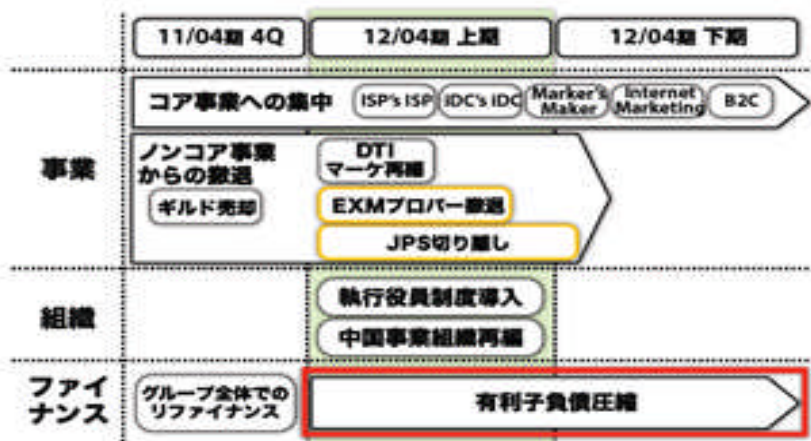 11/04期 4Q
12/04期 上期
12/04期 下期
事業
コア事業への集中
ISP's ISP
iDC's iDC
Marker's
Maker
Internet
Marketing
B2C
ノンコア事業
からの撤退
ギルド売却
DTI
マーケ再編
EXMプロパー撤退
JPS切り離し
組織
執行役員制度導入
中国事業組織再編
ファイ
ナンス
グループ全体での
リファイナンス
有利子負債圧縮